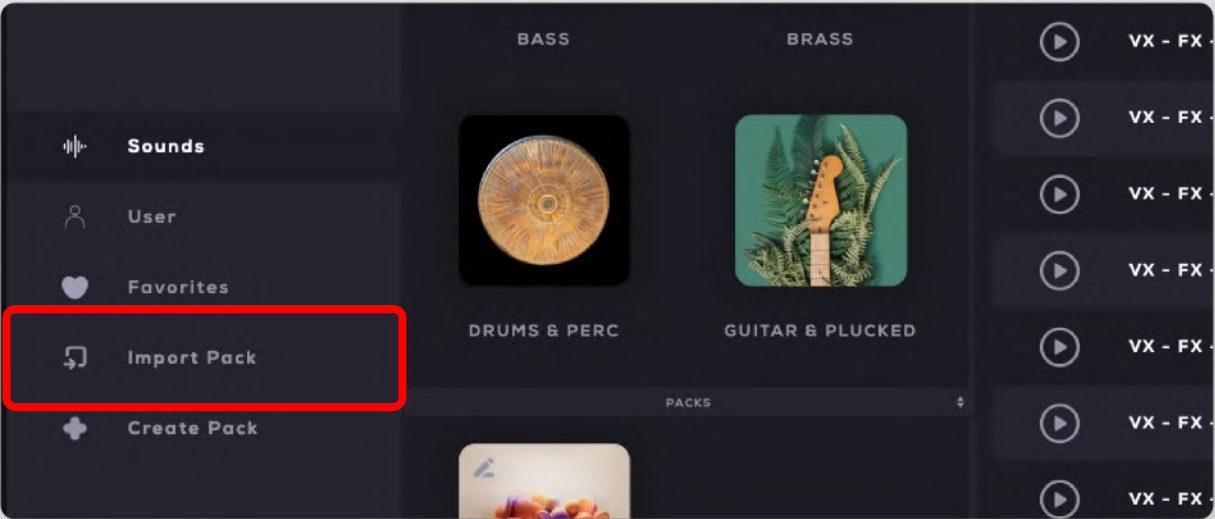 Sounds
User
Favorites
Import Pack
Create Pack
BASS
BRASS
DRUMS & PERC
GUITAR & PLUCKED
PACKS
VX - FX -
VX - FX -
VX - FX -
VX - FX -
VX - FX -
VX - FX -
VX - FX -